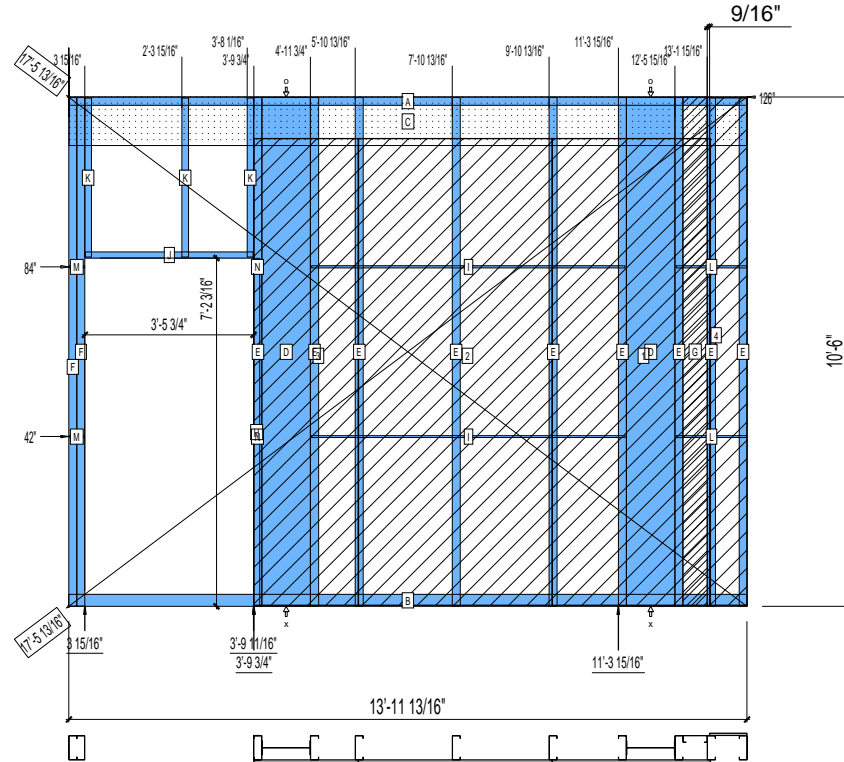 9/16"
3'-8 1/16" 5'-10 13/16" 11'-3 15/16"
3 15/16" 2'-3 15/16" 3'-9 3/4" 4'-11 3/4" 7'-10 13/16" 9'-10 13/16" 12'-5 15/16" 13'-1 15/16"
17'-5 13/16"
O O
A 126"
C
K K K
J
84" M N I L
7'-2 3/16"
3'-5 3/4"
4
F E D E E E 2 E E D E G E E
F
10'-6"
42" M I L
B
X X
17'-5 13/16"
3 15/16" 3'-9 11/16" 11'-3 15/16"
3'-9 3/4"
13'-11 13/16"